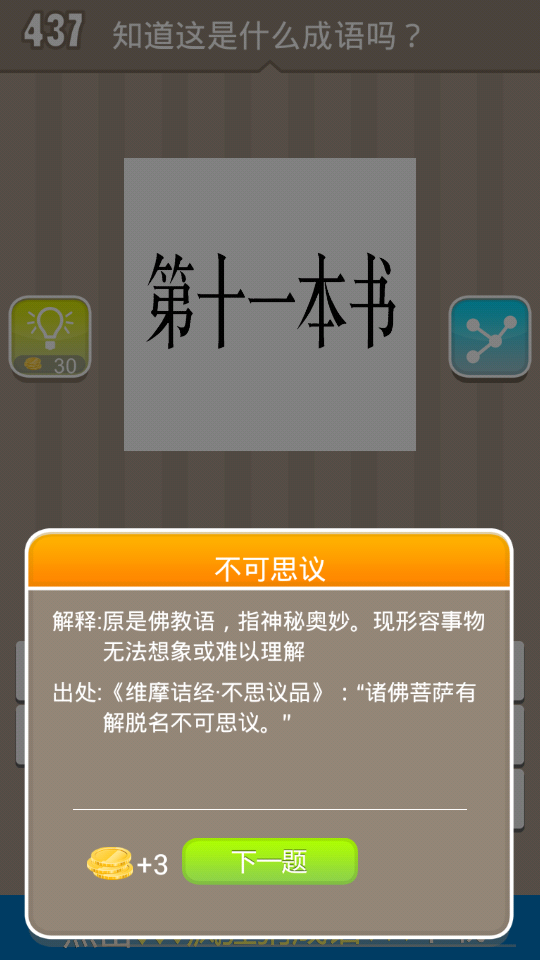 437 知道这是什么成语吗？
第十一本书
30
不可思议
解释:原是佛教语，指神秘奥妙。现形容事物
无法想象或难以理解
出处:《维摩诘经·不思议品》：“诸佛菩萨有
解脱名不可思议。”
+3 下一题